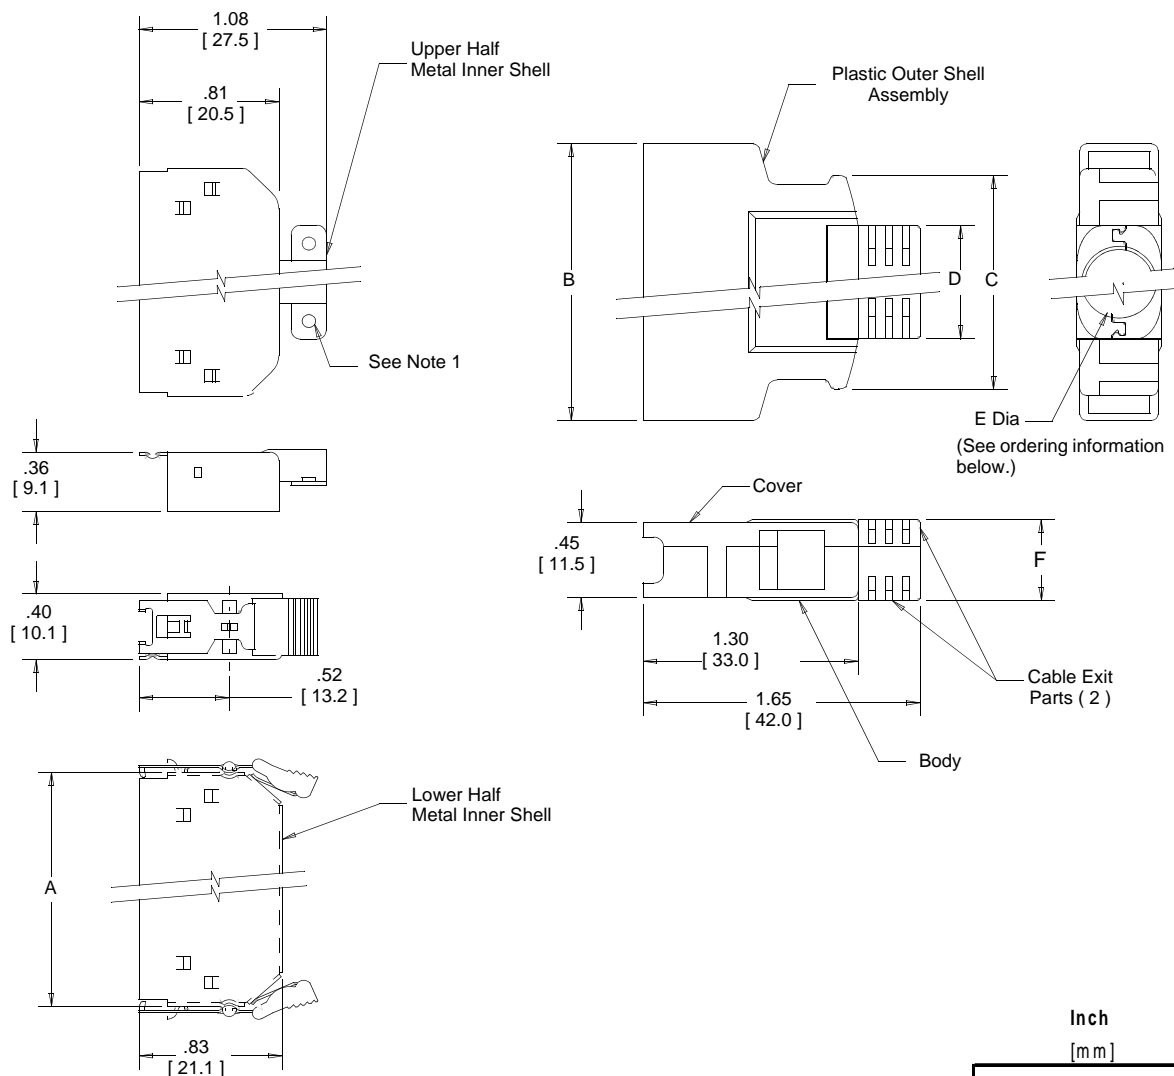 1.08
[ 27.5 ]
Upper Half
Metal Inner Shell
.81
[ 20.5 ]
See Note 1
Plastic Outer Shell
Assembly
B
D
C
E Dia
(See ordering information
below.)
.36
[ 9.1 ]
Cover
.45
[ 11.5 ]
F
.40
[ 10.1 ]
.52
[ 13.2 ]
1.30
[ 33.0 ]
1.65
[ 42.0 ]
Cable Exit
Parts ( 2 )
Body
Lower Half
Metal Inner Shell
A
.83
[ 21.1 ]
Inch
[mm]